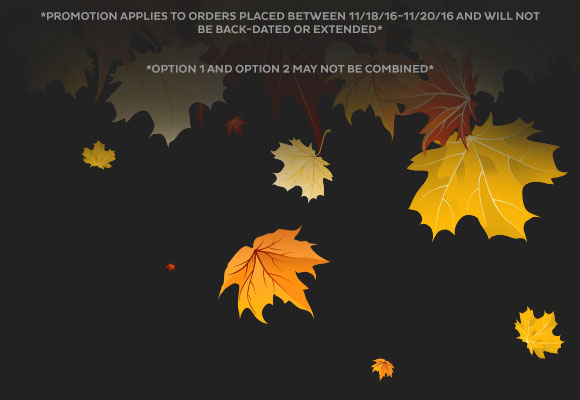 *PROMOTION APPLIES TO ORDERS PLACED BETWEEN 11/18/16-11/20/16 AND WILL NOT
BE BACK-DATED OR EXTENDED*
*OPTION 1 AND OPTION 2 MAY NOT BE COMBINED*